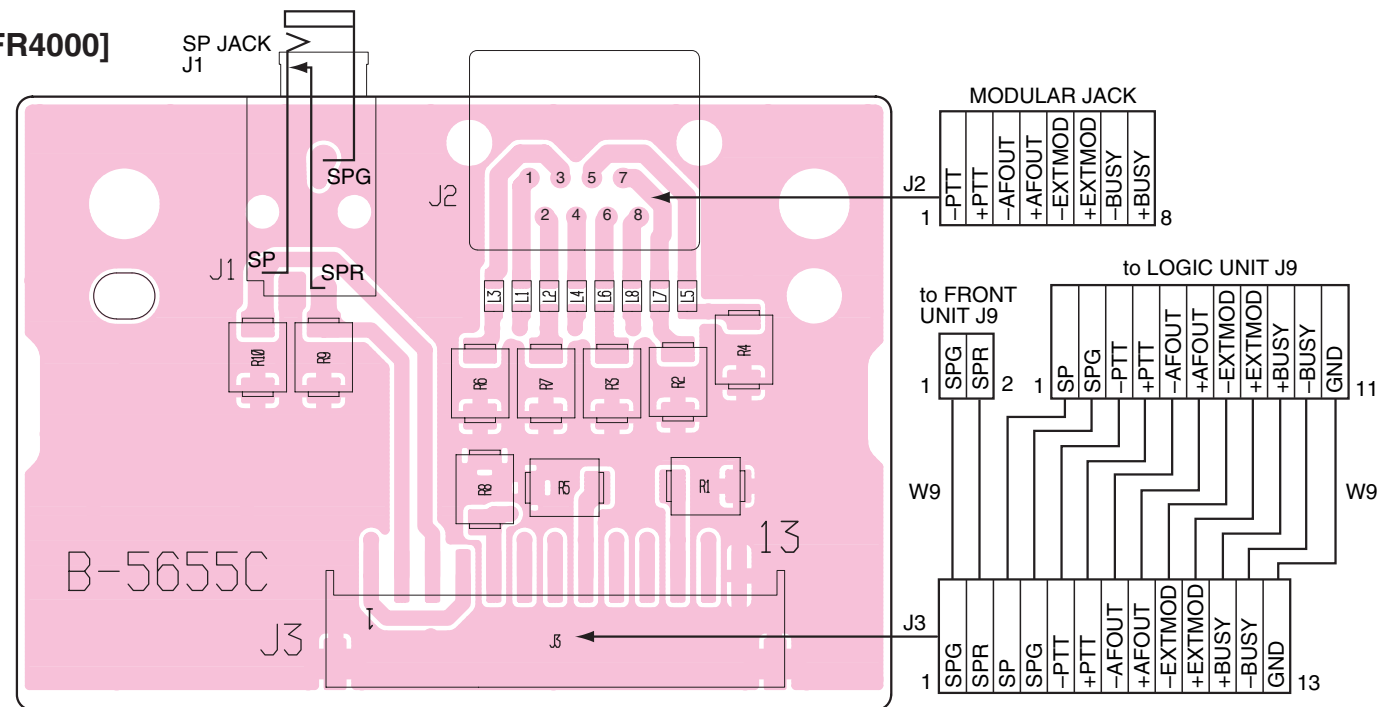 FR4000]
SP JACK
J1
SPG
SP
SPR
J1
J2
1 3 5 7
2 4 6 8
L3 L1 L2 L4 L6 L8 L7 L5
R10 R9 R6 R7 R3 R2 R4
R8 R5 R1
B-5655C
13
J3
1
J3
MODULAR JACK
J2
1
−PTT
+PTT
−AFOUT
+AFOUT
−EXTMOD
+EXTMOD
−BUSY
+BUSY
8
to FRONT
UNIT J9
1
SPG
SPR
2
to LOGIC UNIT J9
1
SP
SPG
−PTT
+PTT
−AFOUT
+AFOUT
−EXTMOD
+EXTMOD
+BUSY
−BUSY
GND
11
W9
W9
J3
1
SPG
SPR
SP
SPG
−PTT
+PTT
−AFOUT
+AFOUT
−EXTMOD
+EXTMOD
+BUSY
−BUSY
GND
13